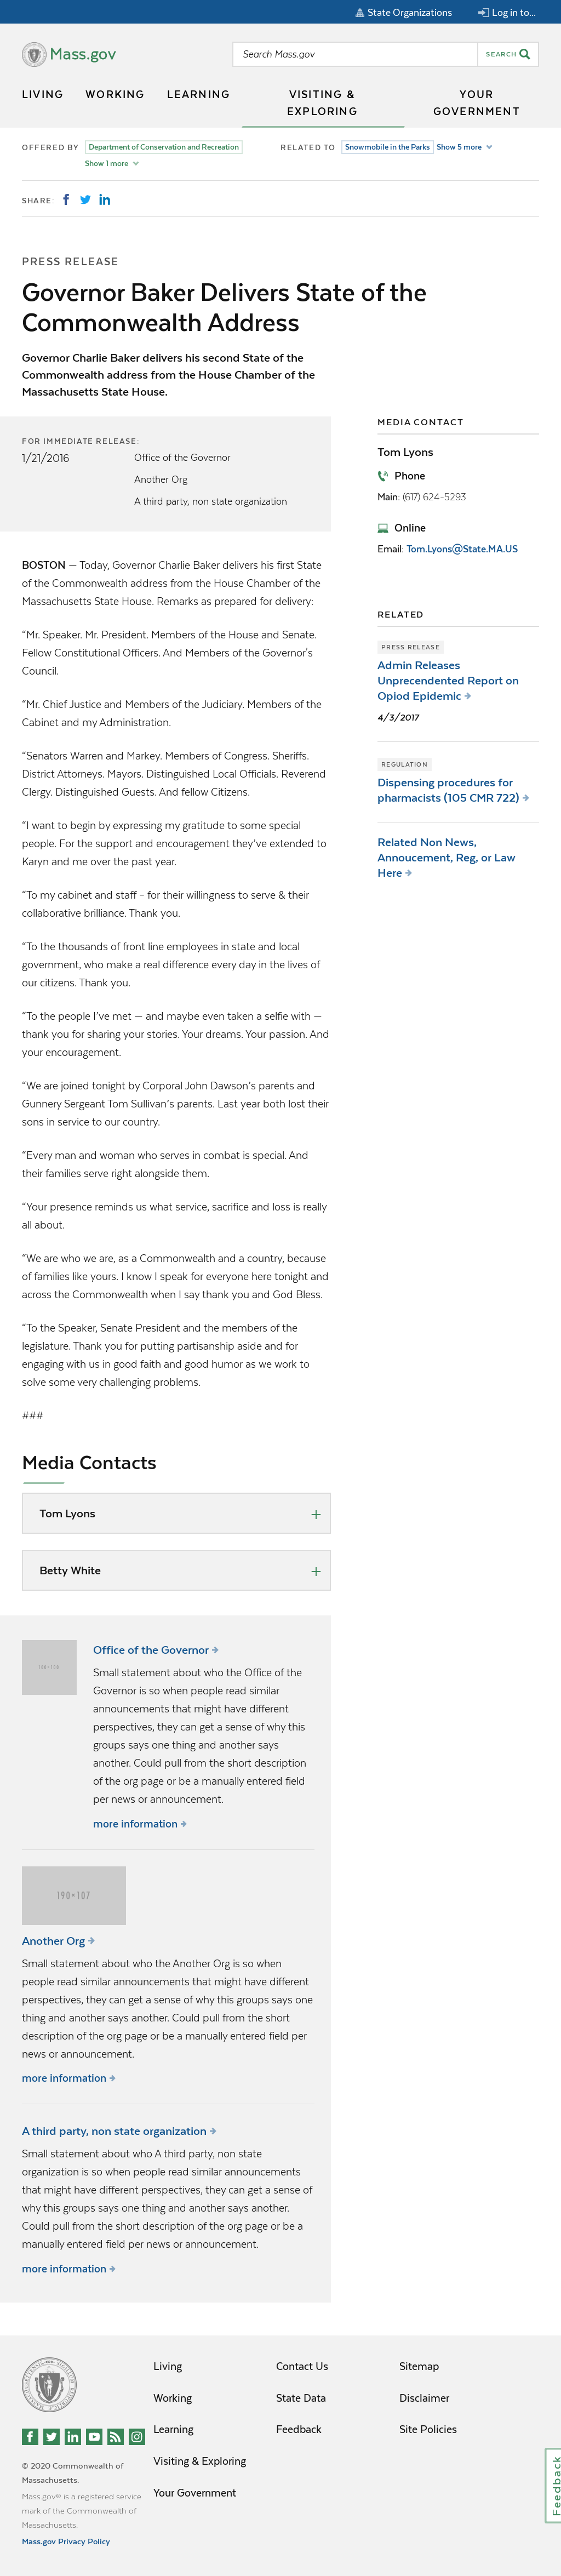 State Organizations Log in to...
Mass.gov
Search Mass.gov SEARCH
LIVING WORKING LEARNING VISITING & EXPLORING YOUR GOVERNMENT
OFFERED BY Department of Conservation and Recreation
Show 1 more
RELATED TO Snowmobile in the Parks Show 5 more
SHARE:
PRESS RELEASE
Governor Baker Delivers State of the
Commonwealth Address
Governor Charlie Baker delivers his second State of the
Commonwealth address from the House Chamber of the
Massachusetts State House.
FOR IMMEDIATE RELEASE:
1/21/2016
Office of the Governor
Another Org
A third party, non state organization
BOSTON — Today, Governor Charlie Baker delivers his first State
of the Commonwealth address from the House Chamber of the
Massachusetts State House. Remarks as prepared for delivery:
“Mr. Speaker. Mr. President. Members of the House and Senate.
Fellow Constitutional Officers. And Members of the Governor's
Council.
“Mr. Chief Justice and Members of the Judiciary. Members of the
Cabinet and my Administration.
“Senators Warren and Markey. Members of Congress. Sheriffs.
District Attorneys. Mayors. Distinguished Local Officials. Reverend
Clergy. Distinguished Guests. And fellow Citizens.
“I want to begin by expressing my gratitude to some special
people. For the support and encouragement they’ve extended to
Karyn and me over the past year.
“To my cabinet and staff – for their willingness to serve & their
collaborative brilliance. Thank you.
“To the thousands of front line employees in state and local
government, who make a real difference every day in the lives of
our citizens. Thank you.
“To the people I’ve met — and maybe even taken a selfie with —
thank you for sharing your stories. Your dreams. Your passion. And
your encouragement.
“We are joined tonight by Corporal John Dawson’s parents and
Gunnery Sergeant Tom Sullivan’s parents. Last year both lost their
sons in service to our country.
“Every man and woman who serves in combat is special. And
their families serve right alongside them.
“Your presence reminds us what service, sacrifice and loss is really
all about.
“We are who we are, as a Commonwealth and a country, because
of families like yours. I know I speak for everyone here tonight and
across the Commonwealth when I say thank you and God Bless.
“To the Speaker, Senate President and the members of the
legislature. Thank you for putting partisanship aside and for
engaging with us in good faith and good humor as we work to
solve some very challenging problems.
###
Media Contacts
Tom Lyons
Betty White
MEDIA CONTACT
Tom Lyons
Phone
Main: (617) 624-5293
Online
Email: Tom.Lyons@State.MA.US
RELATED
PRESS RELEASE
Admin Releases
Unprecendented Report on
Opiod Epidemic
4/3/2017
REGULATION
Dispensing procedures for
pharmacists (105 CMR 722)
Related Non News,
Annoucement, Reg, or Law
Here
190×190
Office of the Governor
Small statement about who the Office of the
Governor is so when people read similar
announcements that might have different
perspectives, they can get a sense of why this
groups says one thing and another says
another. Could pull from the short description
of the org page or be a manually entered field
per news or announcement.
more information
190×107
Another Org
Small statement about who the Another Org is so when
people read similar announcements that might have different
perspectives, they can get a sense of why this groups says one
thing and another says another. Could pull from the short
description of the org page or be a manually entered field per
news or announcement.
more information
A third party, non state organization
Small statement about who A third party, non state
organization is so when people read similar announcements
that might have different perspectives, they can get a sense of
why this groups says one thing and another says another.
Could pull from the short description of the org page or be a
manually entered field per news or announcement.
more information
Living
Working
Learning
Visiting & Exploring
Your Government
Contact Us
State Data
Feedback
Sitemap
Disclaimer
Site Policies
© 2020 Commonwealth of
Massachusetts.
Mass.gov® is a registered service
mark of the Commonwealth of
Massachusetts.
Mass.gov Privacy Policy
Feedback